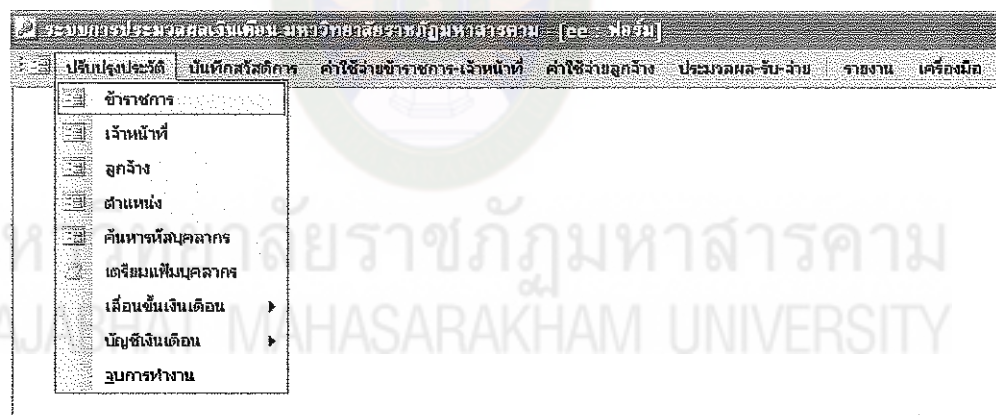 ระบบการประมวลผลเงินเดือน มหาวิทยาลัยราชภัฏมหาสารคาม - [ee : ฟอร์ม]
ปรับปรุงประวัติ บันทึกสวัสดิการ ค่าใช้จ่ายข้าราชการ-เจ้าหน้าที่ ค่าใช้จ่ายลูกจ้าง ประมวลผล-รับ-จ่าย รายงาน เครื่องมือ
ข้าราชการ
เจ้าหน้าที่
ลูกจ้าง
ตำแหน่ง
ค้นหารหัสบุคลากร
เตรียมแฟ้มบุคลากร
เลื่อนขั้นเงินเดือน
บัญชีเงินเดือน
จบการทำงาน
มหาวิทยาลัยราชภัฏมหาสารคาม
RAJABHAT MAHASARAKHAM UNIVERSITY